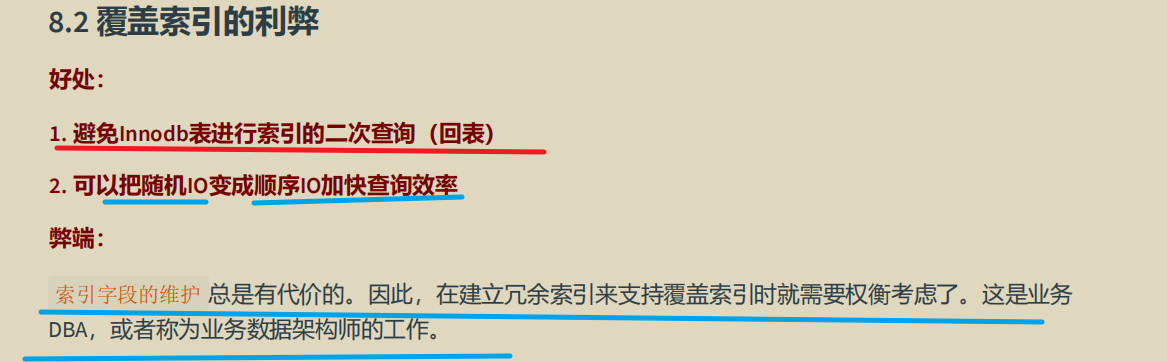 8.2 覆盖索引的利弊
好处：
1. 避免Innodb表进行索引的二次查询（回表）
2. 可以把随机IO变成顺序IO加快查询效率
弊端：
索引字段的维护 总是有代价的。因此，在建立冗余索引来支持覆盖索引时就需要权衡考虑了。这是业务
DBA，或者称为业务数据架构师的工作。